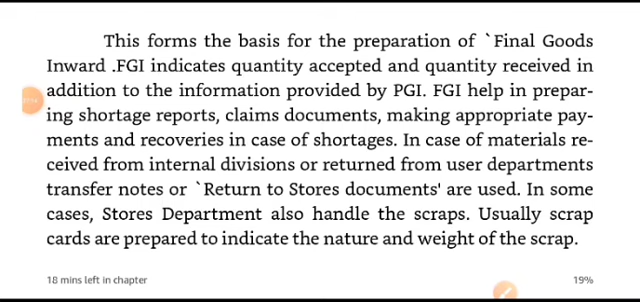 This forms the basis for the preparation of `Final Goods
Inward .FGI indicates quantity accepted and quantity received in
addition to the information provided by PGI. FGI help in prepar-
ing shortage reports, claims documents, making appropriate pay-
ments and recoveries in case of shortages. In case of materials re-
ceived from internal divisions or returned from user departments
transfer notes or `Return to Stores documents' are used. In some
cases, Stores Department also handle the scraps. Usually scrap
cards are prepared to indicate the nature and weight of the scrap.
18 mins left in chapter 19%